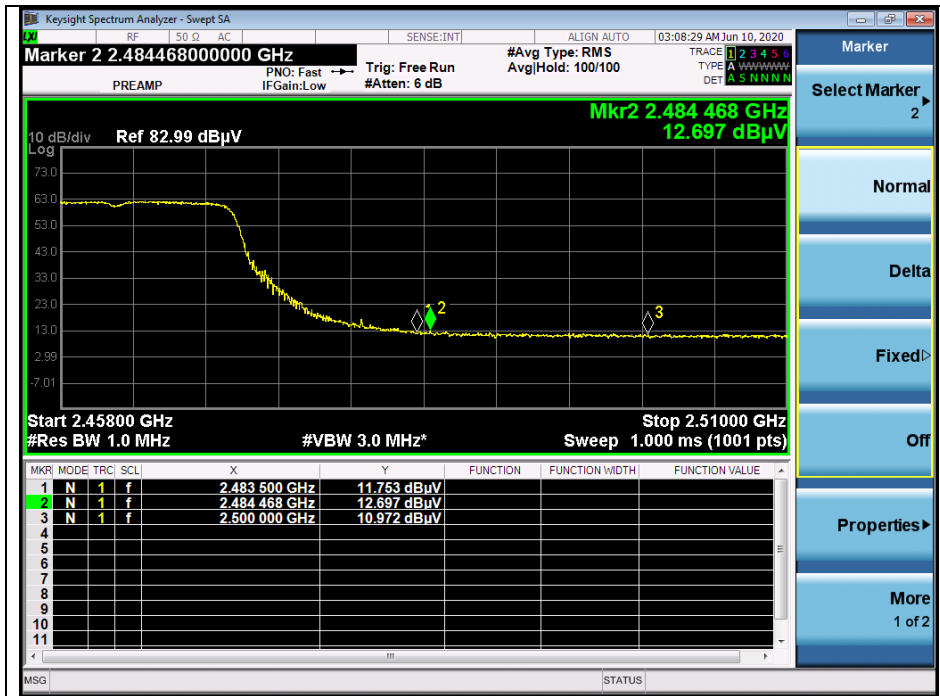 Keysight Spectrum Analyzer - Swept SA
LXI RF 50 Ω AC SENSE:INT ALIGN AUTO 03:08:29 AM Jun 10, 2020
Marker 2 2.484468000000 GHz
PREAMP
PNO: Fast
IFGain:Low
Trig: Free Run
#Atten: 6 dB
#Avg Type: RMS
Avg|Hold: 100/100
TRACE 1 2 3 4 5 6
TYPE A WWWWW
DET A S N N N N
Mkr2 2.484 468 GHz
12.697 dBµV
10 dB/div Ref 82.99 dBµV
Log
73.0
63.0
53.0
43.0
33.0
23.0
13.0
2.99
-7.01
2
3
Start 2.45800 GHz Stop 2.51000 GHz
#Res BW 1.0 MHz #VBW 3.0 MHz* Sweep 1.000 ms (1001 pts)
MKR MODE TRC SCL X Y FUNCTION FUNCTION WIDTH FUNCTION VALUE
1 N 1 f 2.483 500 GHz 11.753 dBµV
2 N 1 f 2.484 468 GHz 12.697 dBµV
3 N 1 f 2.500 000 GHz 10.972 dBµV
4
5
6
7
8
9
10
11
MSG STATUS
Marker
Select Marker
2
Normal
Delta
Fixed
Off
Properties
More
1 of 2